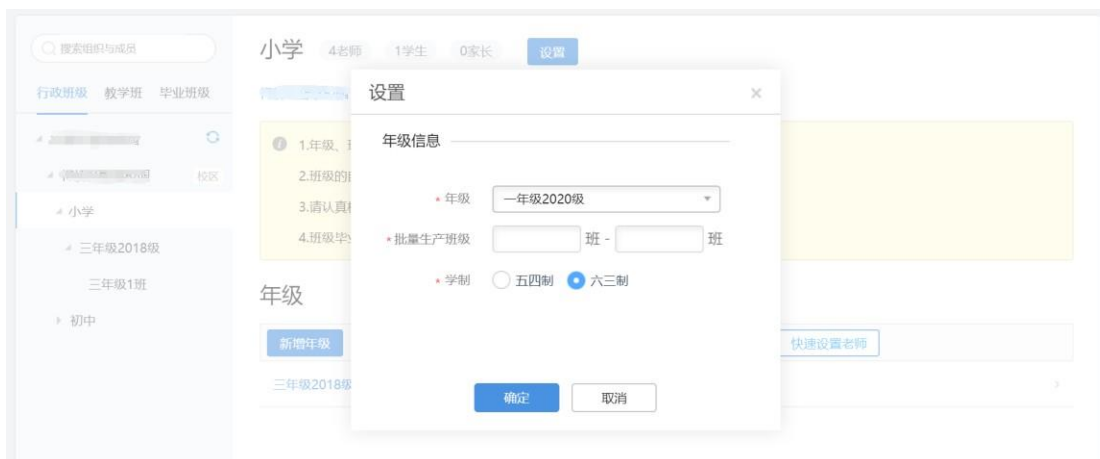 搜索组织与成员
小学 4老师 1学生 0家长 设置
行政班级 教学班 毕业班级
设置
年级信息
1.年级、
2.班级的
3.请认真
4.班级毕
校区
小学
三年级2018级
三年级1班
初中
* 年级 一年级2020级
* 批量生产班级 班 - 班
* 学制 五四制 六三制
年级
新增年级
快速设置老师
三年级2018级
确定 取消